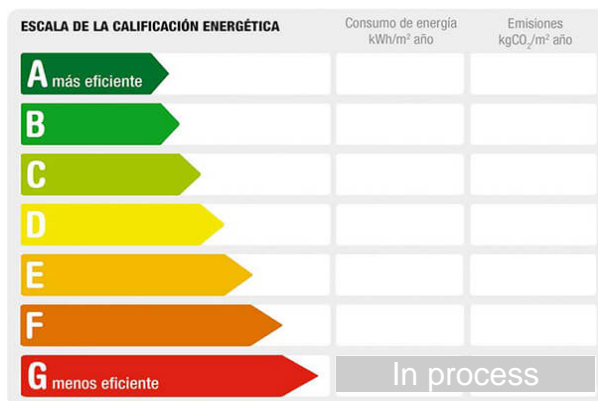 ESCALA DE LA CALIFICACIÓN ENERGÉTICA
Consumo de energía
kWh/m² año
Emisiones
kgCO₂/m² año
A más eficiente
B
C
D
E
F
G menos eficiente
In process